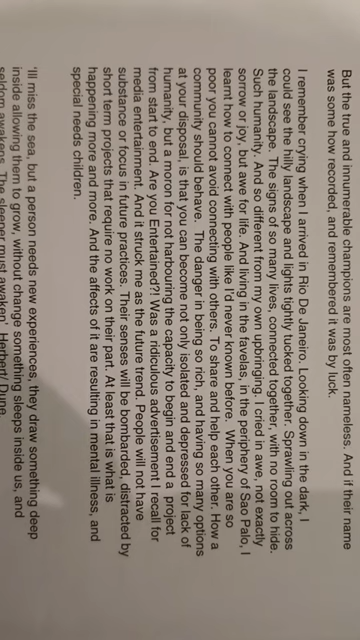 But the true and innumerable champions are most often nameless. And if their name
was some how recorded, and remembered it was by luck.
I remember crying when I arrived in Rio De Janeiro. Looking down in the dark, I
could see the hilly landscape and lights tightly tucked together. Sprawling out across
the landscape. The signs of so many lives, connected together, with no room to hide.
Such humanity. And so different from my own upbringing. I cried in awe, not exactly
sorrow or joy, but awe for life. And living in the favelas, in the periphery of Sao Palo, I
learnt how to connect with people like I'd never known before. When you are so
poor you cannot avoid connecting with others. To share and help each other. How a
community should behave. The danger in being so rich, and having so many options
at your disposal, is that you can become not only isolated and depressed for lack of
humanity, but a moron for not harbouring the capacity to begin and end a project
from start to end. Are you Entertained?! Was a ridiculous advertisement I recall for
media entertainment. And it struck me as the future trend. People will not have
substance or focus in future practices. Their senses will be bombarded, distracted by
short term projects that require no work on their part. At least that is what is
happening more and more. And the affects of it are resulting in mental illness, and
special needs children.
'Ill miss the sea, but a person needs new experiences, they draw something deep
inside allowing them to grow, without change something sleeps inside us, and
seldom awakens. The sleeper must awaken' Herbert/ Dune.